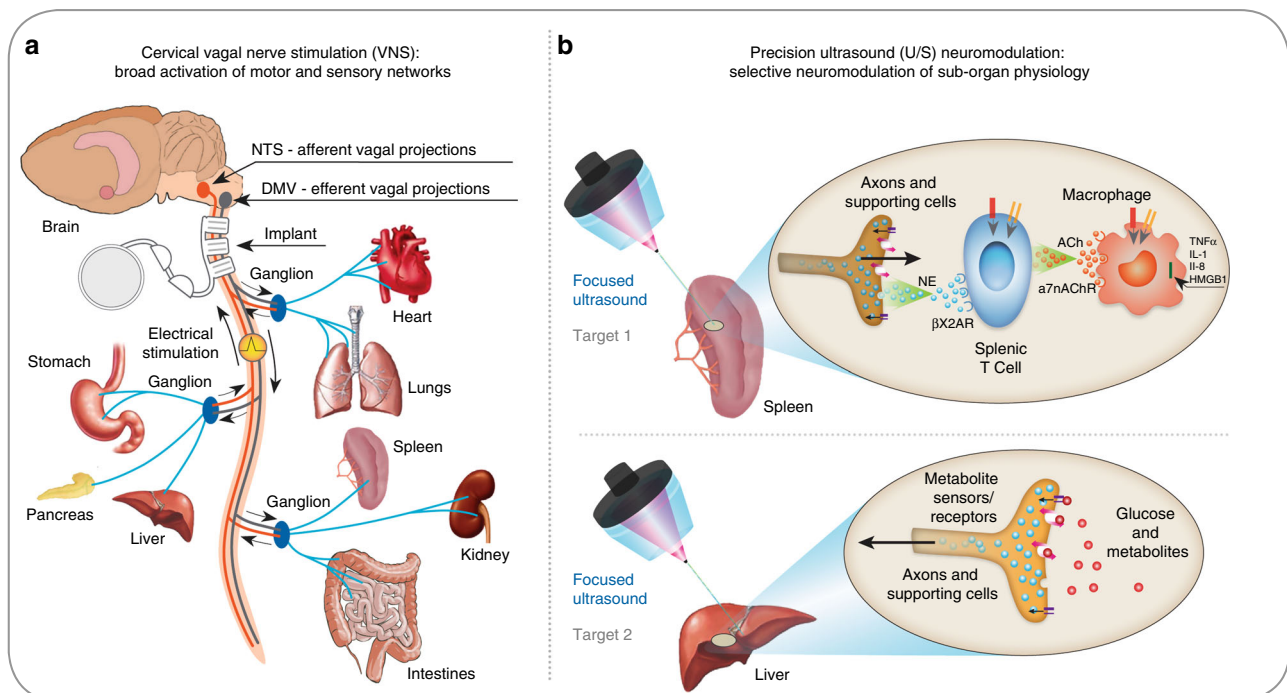 a
Cervical vagal nerve stimulation (VNS):
broad activation of motor and sensory networks
NTS - afferent vagal projections
DMV - efferent vagal projections
Brain
Implant
Ganglion
Heart
Electrical
stimulation
Stomach
Ganglion
Lungs
Spleen
Pancreas
Liver
Ganglion
Kidney
Intestines
b
Precision ultrasound (U/S) neuromodulation:
selective neuromodulation of sub-organ physiology
Focused
ultrasound
Target 1
Spleen
Axons and
supporting cells
NE
βX2AR
Splenic
T Cell
Macrophage
ACh
a7nAChR
TNFα
IL-1
Il-8
HMGB1
Focused
ultrasound
Target 2
Liver
Metabolite
sensors/
receptors
Axons and
supporting cells
Glucose
and
metabolites